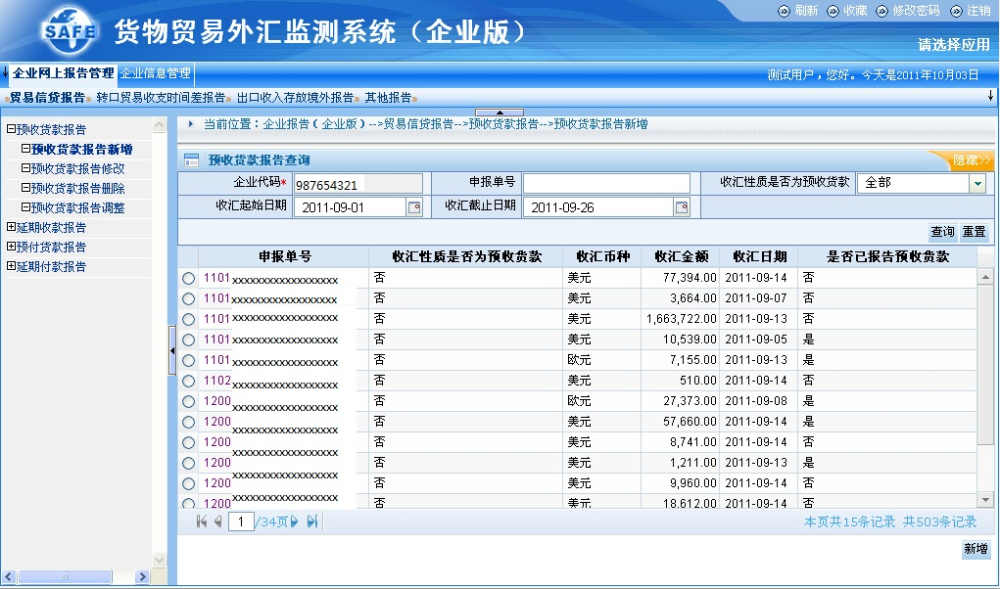 刷新 收藏 修改密码 注销
SAFE 货物贸易外汇监测系统（企业版）
请选择应用
企业网上报告管理 企业信息管理 测试用户，您好。今天是2011年10月03日
贸易信贷报告 转口贸易收支时间差报告 出口收入存放境外报告 其他报告
当前位置：企业报告（企业版）-->贸易信贷报告-->预收货款报告-->预收货款报告新增
预收货款报告
预收货款报告新增
预收货款报告修改
预收货款报告删除
预收货款报告调整
延期收款报告
预付货款报告
延期付款报告
预收货款报告查询 隐藏>>
企业代码* 987654321 申报单号 收汇性质是否为预收货款 全部
收汇起始日期 2011-09-01 收汇截止日期 2011-09-26
查询 重置
申报单号 收汇性质是否为预收货款 收汇币种 收汇金额 收汇日期 是否已报告预收货款
1101xxxxxxxxxxxxxxxxxx 否 美元 77,394.00 2011-09-14 否
1101xxxxxxxxxxxxxxxxxx 否 美元 3,664.00 2011-09-07 否
1101xxxxxxxxxxxxxxxxxx 否 美元 1,663,722.00 2011-09-13 否
1101xxxxxxxxxxxxxxxxxx 否 美元 10,539.00 2011-09-05 是
1101xxxxxxxxxxxxxxxxxx 否 欧元 7,155.00 2011-09-13 是
1102xxxxxxxxxxxxxxxxxx 否 美元 510.00 2011-09-14 否
1200xxxxxxxxxxxxxxxxxx 否 欧元 27,373.00 2011-09-08 是
1200xxxxxxxxxxxxxxxxxx 否 美元 57,660.00 2011-09-14 是
1200xxxxxxxxxxxxxxxxxx 否 美元 8,741.00 2011-09-14 否
1200xxxxxxxxxxxxxxxxxx 否 美元 1,211.00 2011-09-13 是
1200xxxxxxxxxxxxxxxxxx 否 美元 9,960.00 2011-09-14 否
1200 否 美元 18,612.00 2011-09-14 否
1 /34页 本页共15条记录 共503条记录
新增